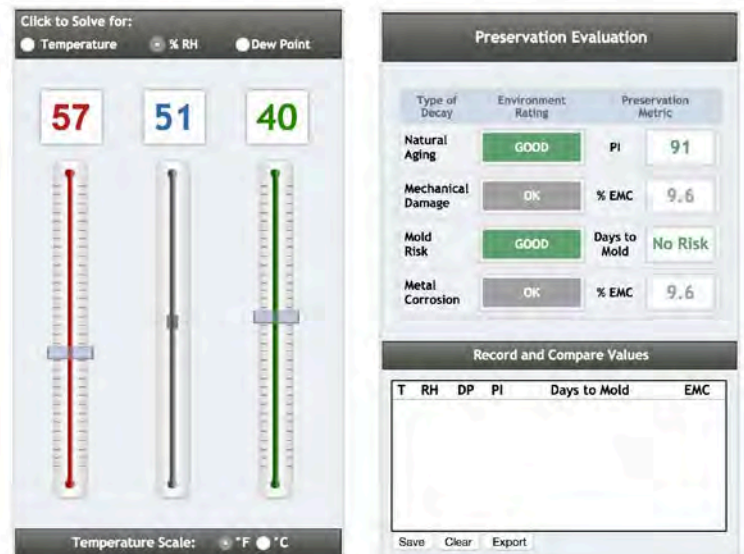 Click to Solve for:
Temperature % RH Dew Point
57 51 40
Temperature Scale: °F °C
Preservation Evaluation
Type of Decay Environment Rating Preservation Metric
Natural Aging GOOD PI 91
Mechanical Damage OK % EMC 9.6
Mold Risk GOOD Days to Mold No Risk
Metal Corrosion OK % EMC 9.6
Record and Compare Values
T RH DP PI Days to Mold EMC
Save Clear Export